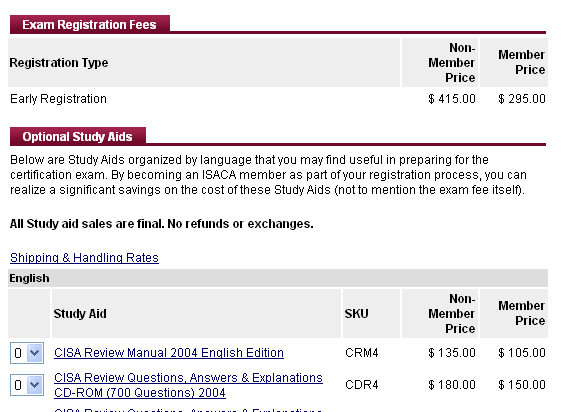 Exam Registration Fees
Registration Type Non-Member Price Member Price
Early Registration $ 415.00 $ 295.00
Optional Study Aids
Below are Study Aids organized by language that you may find useful in preparing for the
certification exam. By becoming an ISACA member as part of your registration process, you can
realize a significant savings on the cost of these Study Aids (not to mention the exam fee itself).
All Study aid sales are final. No refunds or exchanges.
Shipping & Handling Rates
English
Study Aid SKU Non-Member Price Member Price
0 CISA Review Manual 2004 English Edition CRM4 $ 135.00 $ 105.00
0 CISA Review Questions, Answers & Explanations
CD-ROM (700 Questions) 2004 CDR4 $ 180.00 $ 150.00
CISA Review Questions, Answers & Explanations